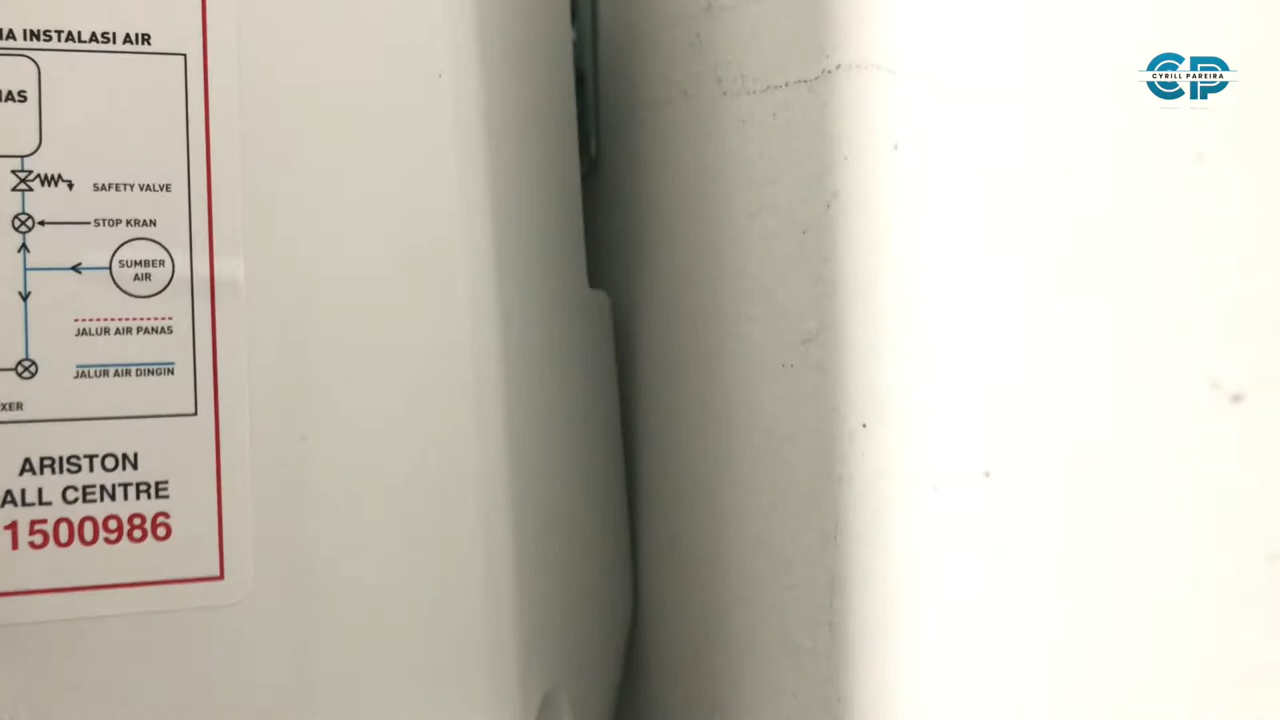 IA INSTALASI AIR
CYRILL PAREIRA
NAS
SAFETY VALVE
STOP KRAN
SUMBER
AIR
JALUR AIR PANAS
JALUR AIR DINGIN
XER
ARISTON
ALL CENTRE
1500986